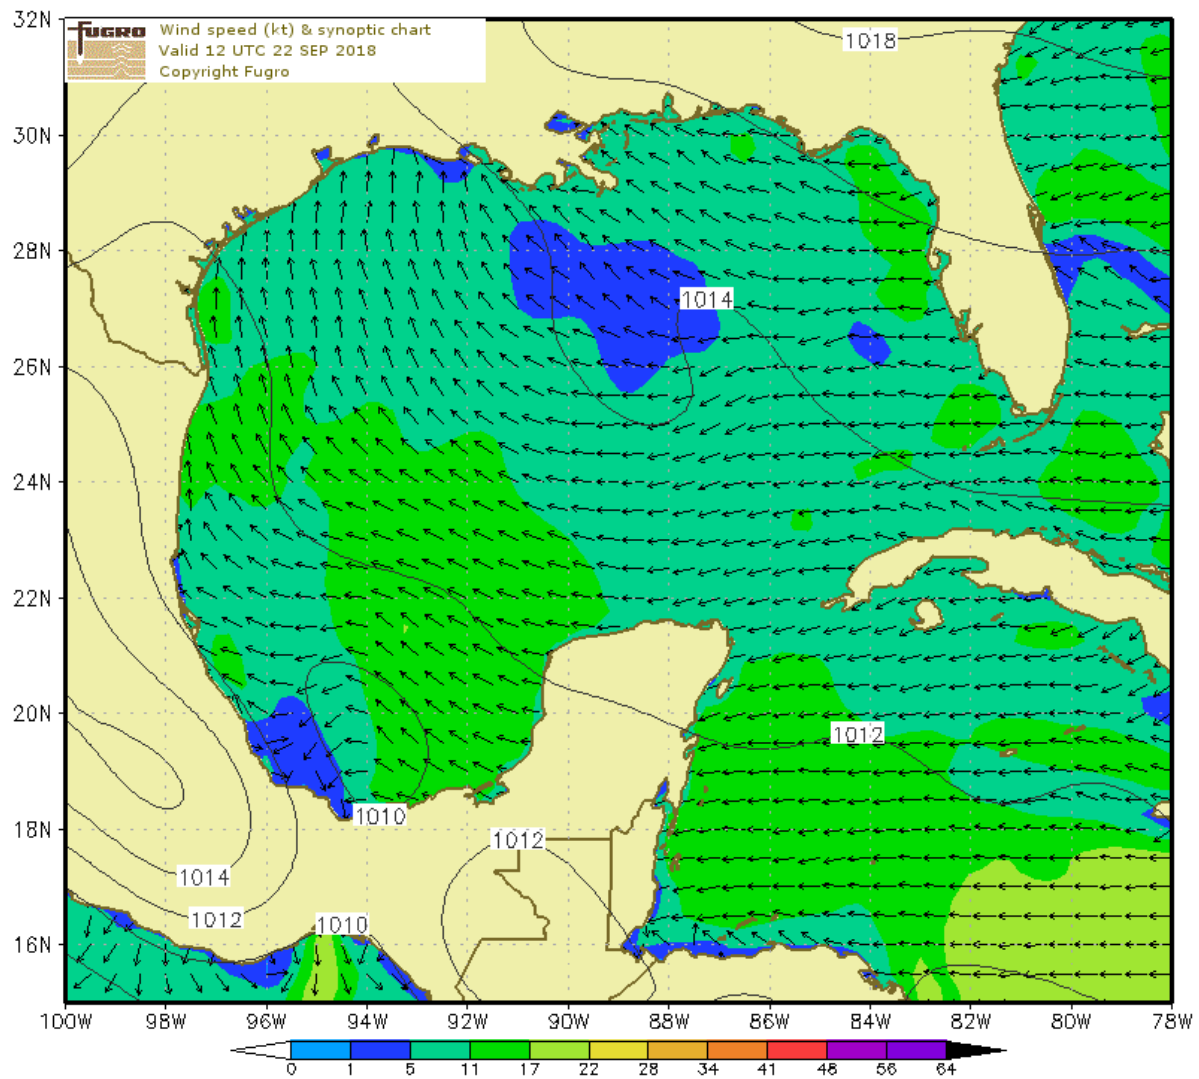 32N
FUGRO
Wind speed (kt) & synoptic chart
Valid 12 UTC 22 SEP 2018
Copyright Fugro
1018
30N
28N
1014
26N
24N
22N
20N
1012
18N
1010
1012
1014
1012
1010
16N
100W 98W 96W 94W 92W 90W 88W 86W 84W 82W 80W 78W
0 1 5 11 17 22 28 34 41 48 56 64